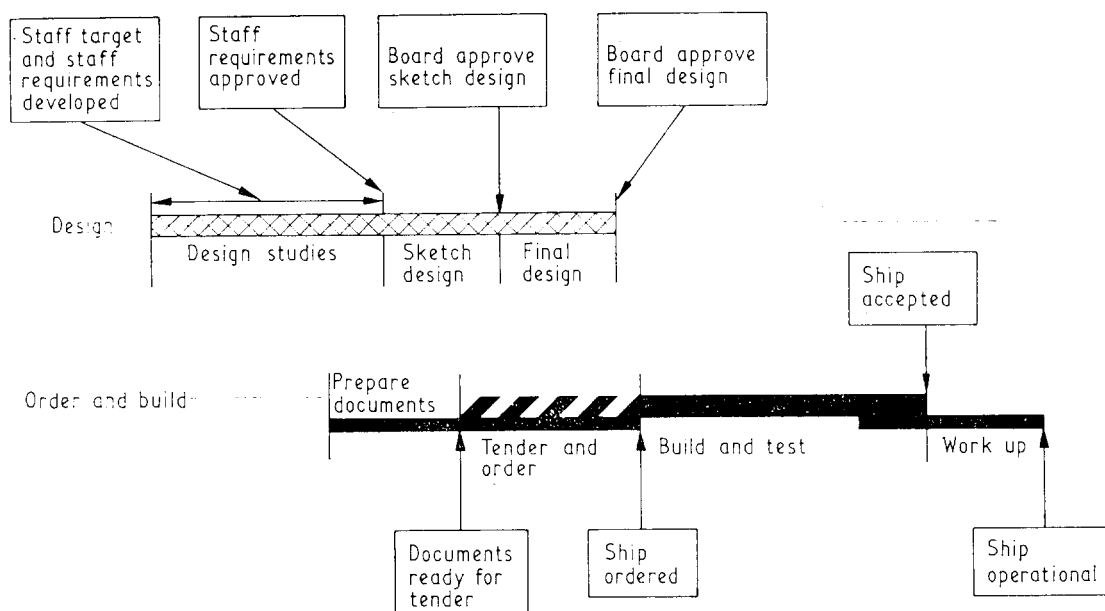 Staff target
and staff
requirements
developed
Staff
requirements
approved
Board approve
sketch design
Board approve
final design
Design
Design studies
Sketch
design
Final
design
Ship
accepted
Order and build
Prepare
documents
Tender and
order
Build and test
Work up
Documents
ready for
tender
Ship
ordered
Ship
operational